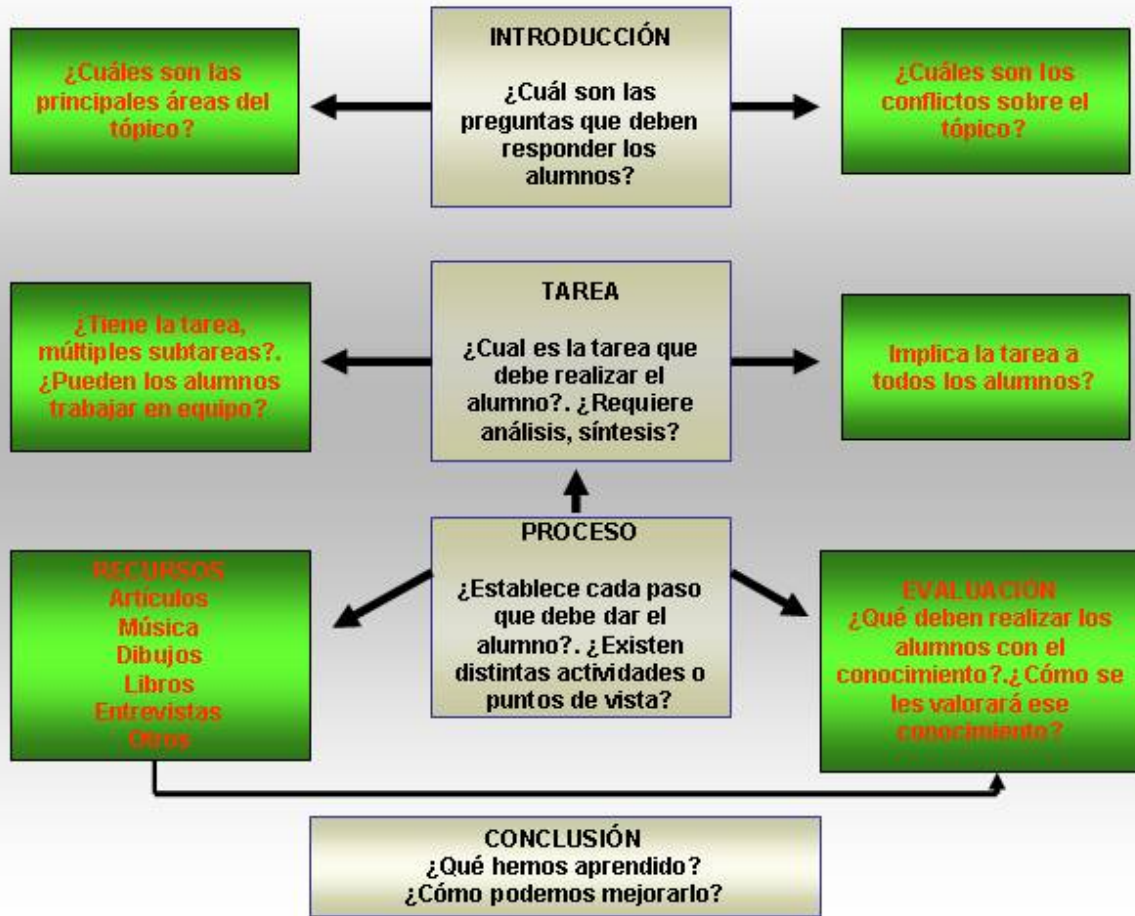 ¿Cuáles son las
principales áreas del
tópico?
INTRODUCCIÓN
¿Cuál son las
preguntas que deben
responder los
alumnos?
¿Cuáles son los
conflictos sobre el
tópico?
¿Tiene la tarea,
múltiples subtareas?.
¿Pueden los alumnos
trabajar en equipo?
TAREA
¿Cual es la tarea que
debe realizar el
alumno?. ¿Requiere
análisis, síntesis?
Implica la tarea a
todos los alumnos?
RECURSOS
Artículos
Música
Dibujos
Libros
Entrevistas
Otros
PROCESO
¿Establece cada paso
que debe dar el
alumno?. ¿Existen
distintas actividades o
puntos de vista?
EVALUACIÓN
¿Qué deben realizar los
alumnos con el
conocimiento?.¿Cómo se
les valorará ese
conocimiento?
CONCLUSIÓN
¿Qué hemos aprendido?
¿Cómo podemos mejorarlo?